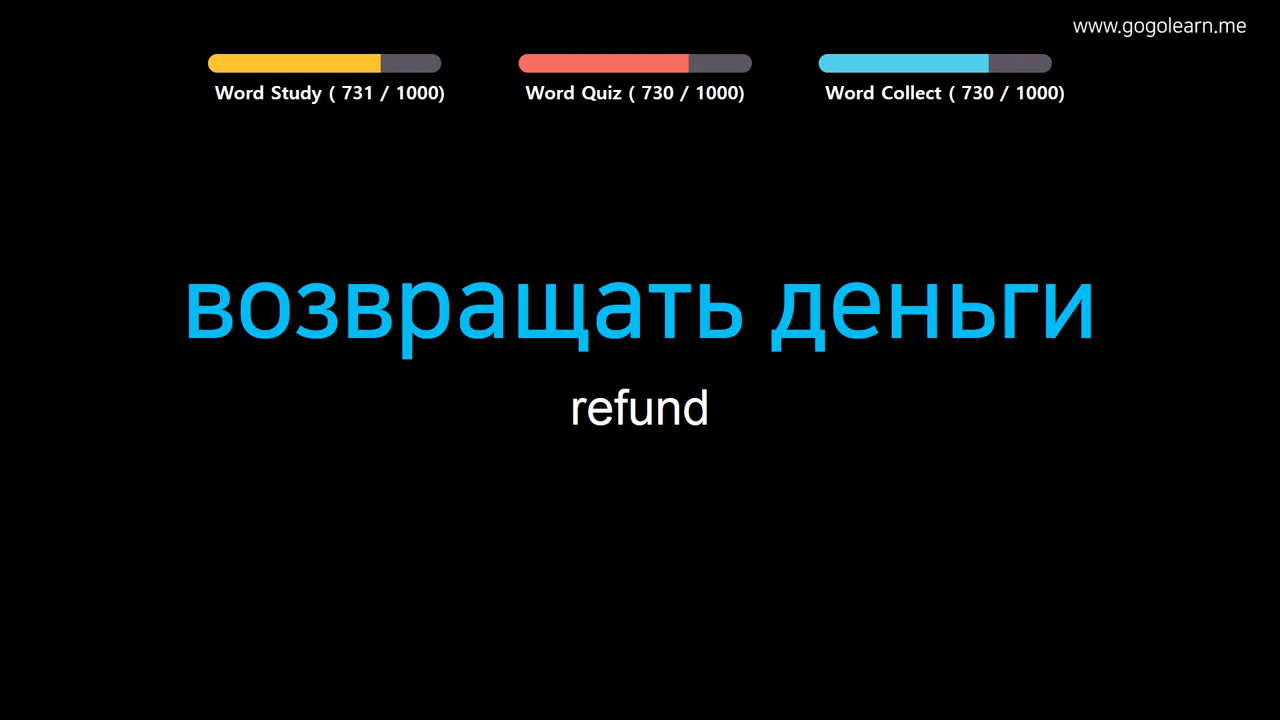 www.gogolearn.me
Word Study ( 731 / 1000)
Word Quiz ( 730 / 1000)
Word Collect ( 730 / 1000)
возвращать деньги
refund